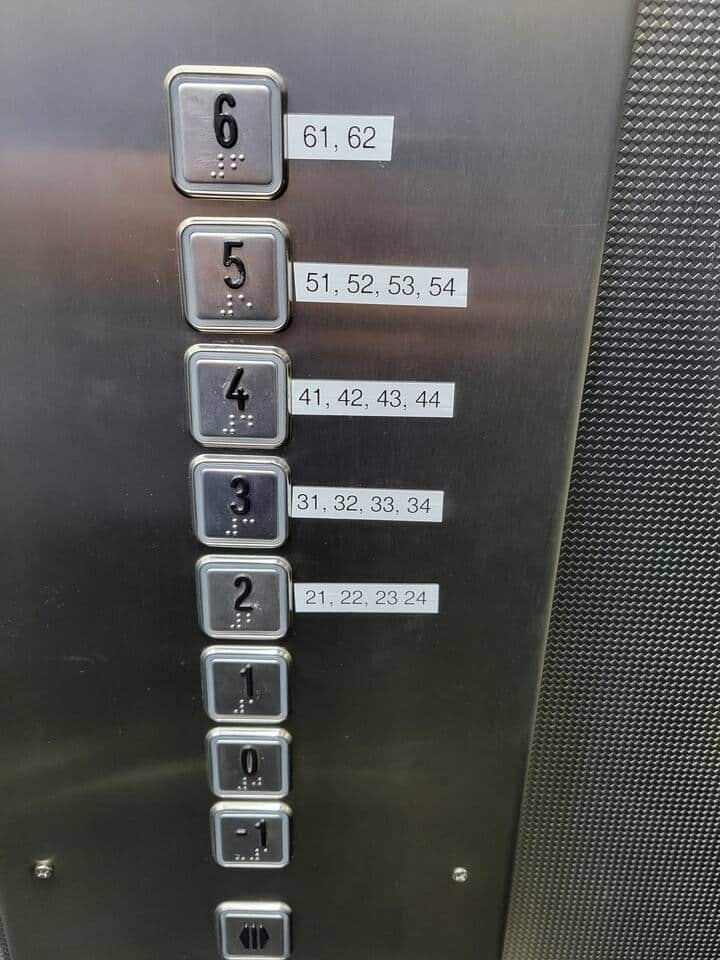 6 61, 62
5 51, 52, 53, 54
4 41, 42, 43, 44
3 31, 32, 33, 34
2 21, 22, 23 24
1
0
-1